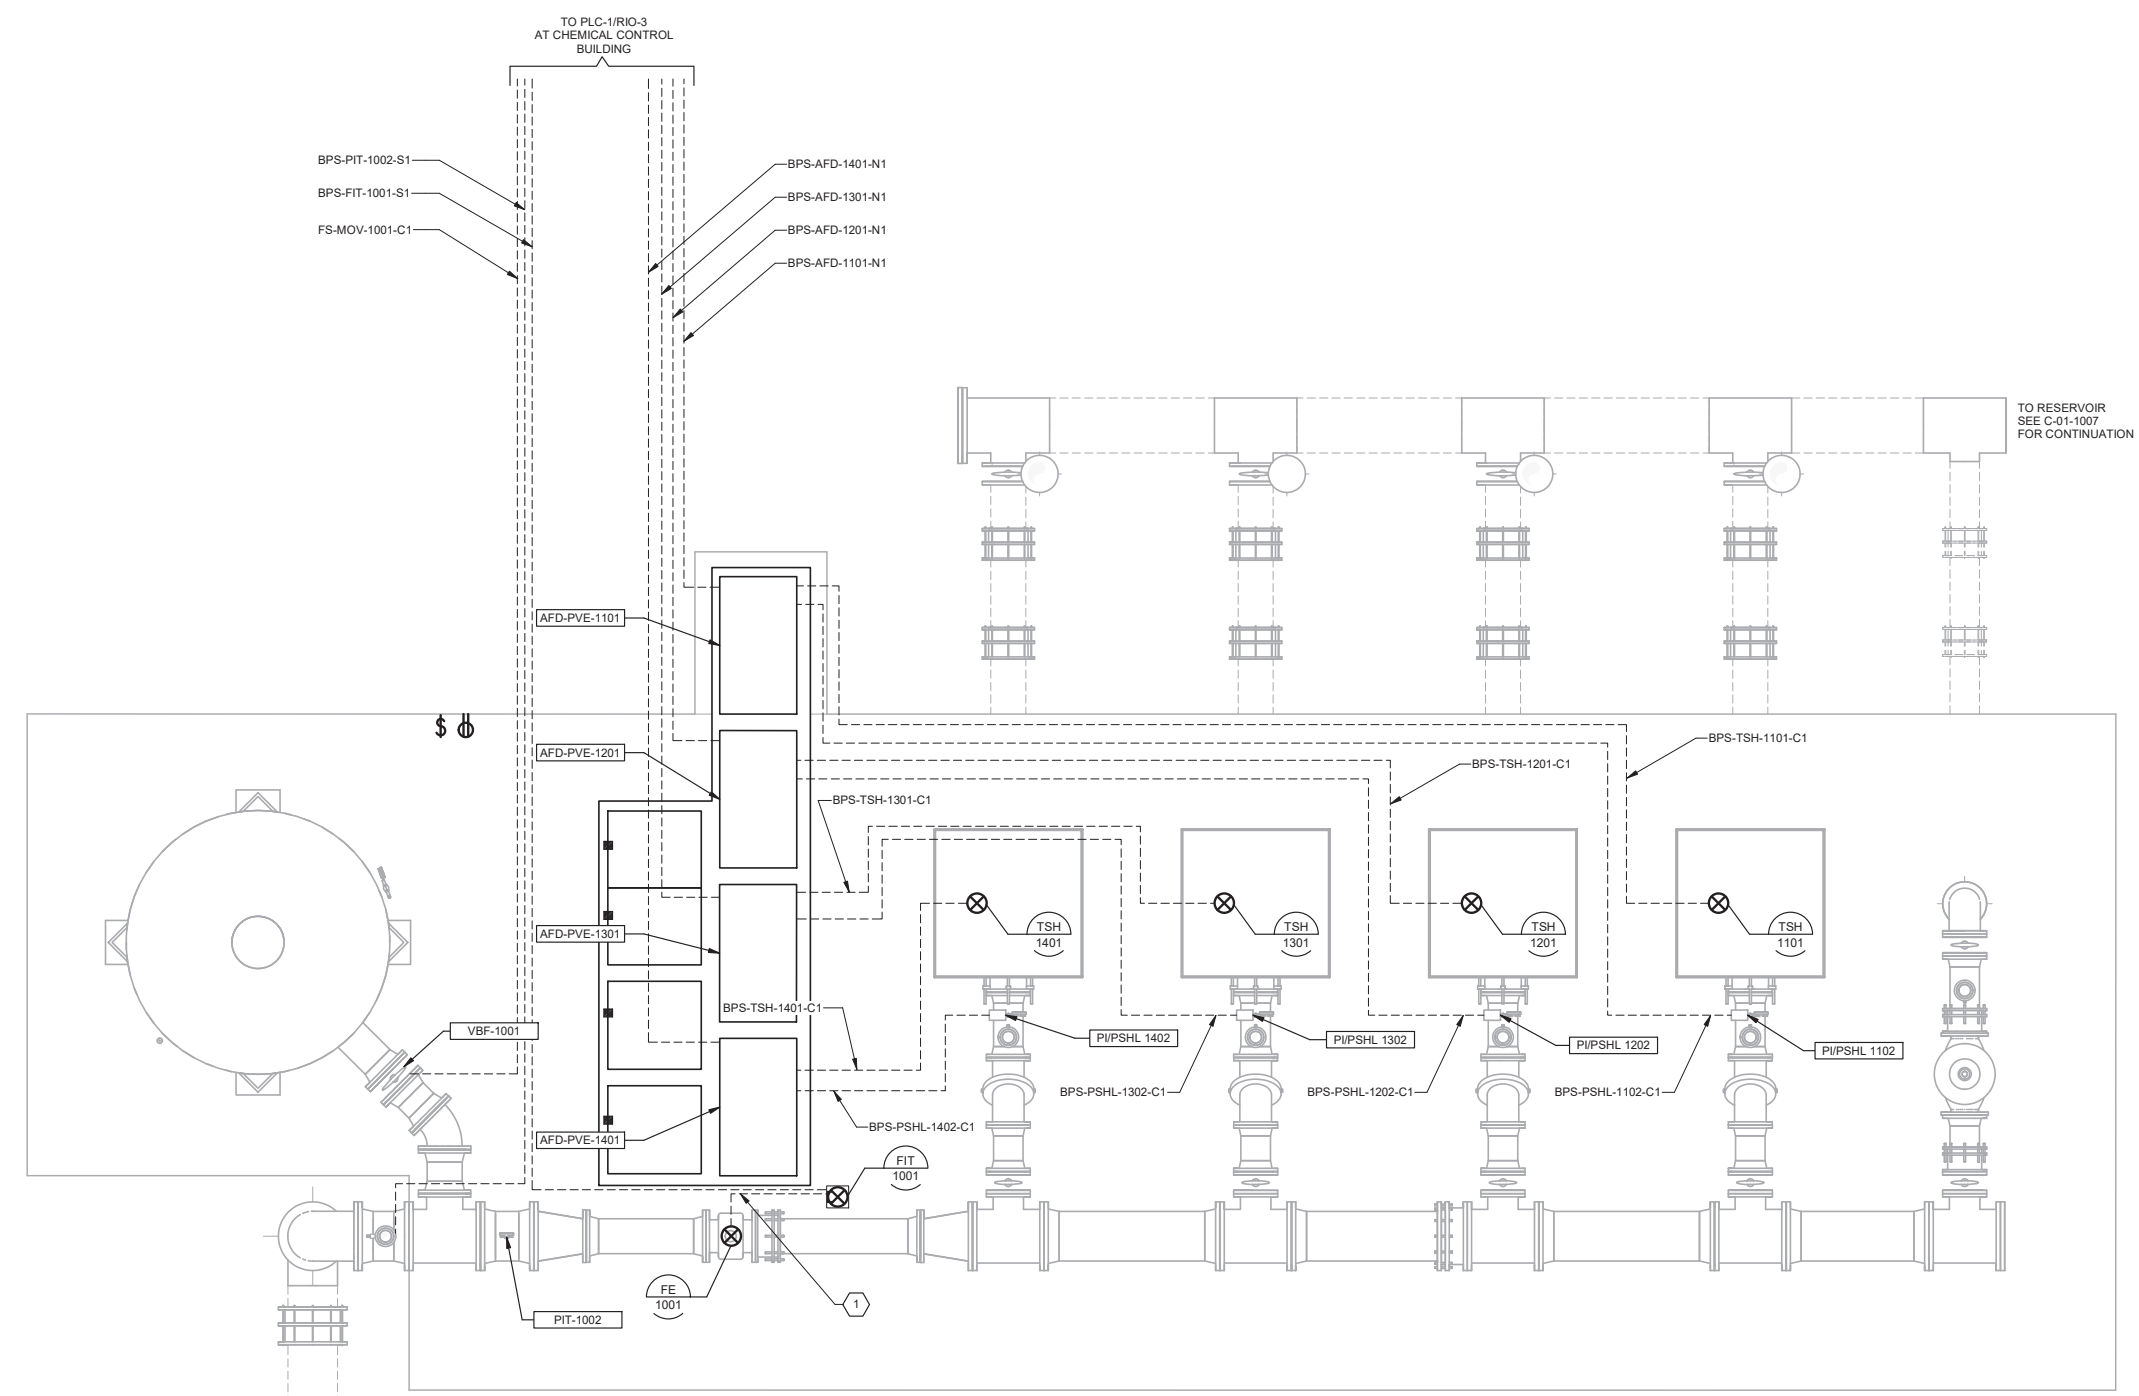 TO PLC-1/RIO-3
AT CHEMICAL CONTROL
BUILDING
BPS-PIT-1002-S1
BPS-FIT-1001-S1
FS-MOV-1001-C1
BPS-AFD-1401-N1
BPS-AFD-1301-N1
BPS-AFD-1201-N1
BPS-AFD-1101-N1
TO RESERVOIR
SEE C-01-1007
FOR CONTINUATION
AFD-PVE-1101
$
AFD-PVE-1201
BPS-TSH-1101-C1
BPS-TSH-1201-C1
BPS-TSH-1301-C1
AFD-PVE-1301
TSH
1401
TSH
1301
TSH
1201
TSH
1101
BPS-TSH-1401-C1
VBF-1001
PI/PSHL 1402
PI/PSHL 1302
PI/PSHL 1202
PI/PSHL 1102
BPS-PSHL-1302-C1
BPS-PSHL-1202-C1
BPS-PSHL-1102-C1
BPS-PSHL-1402-C1
AFD-PVE-1401
FIT
1001
FE
1001
1
PIT-1002